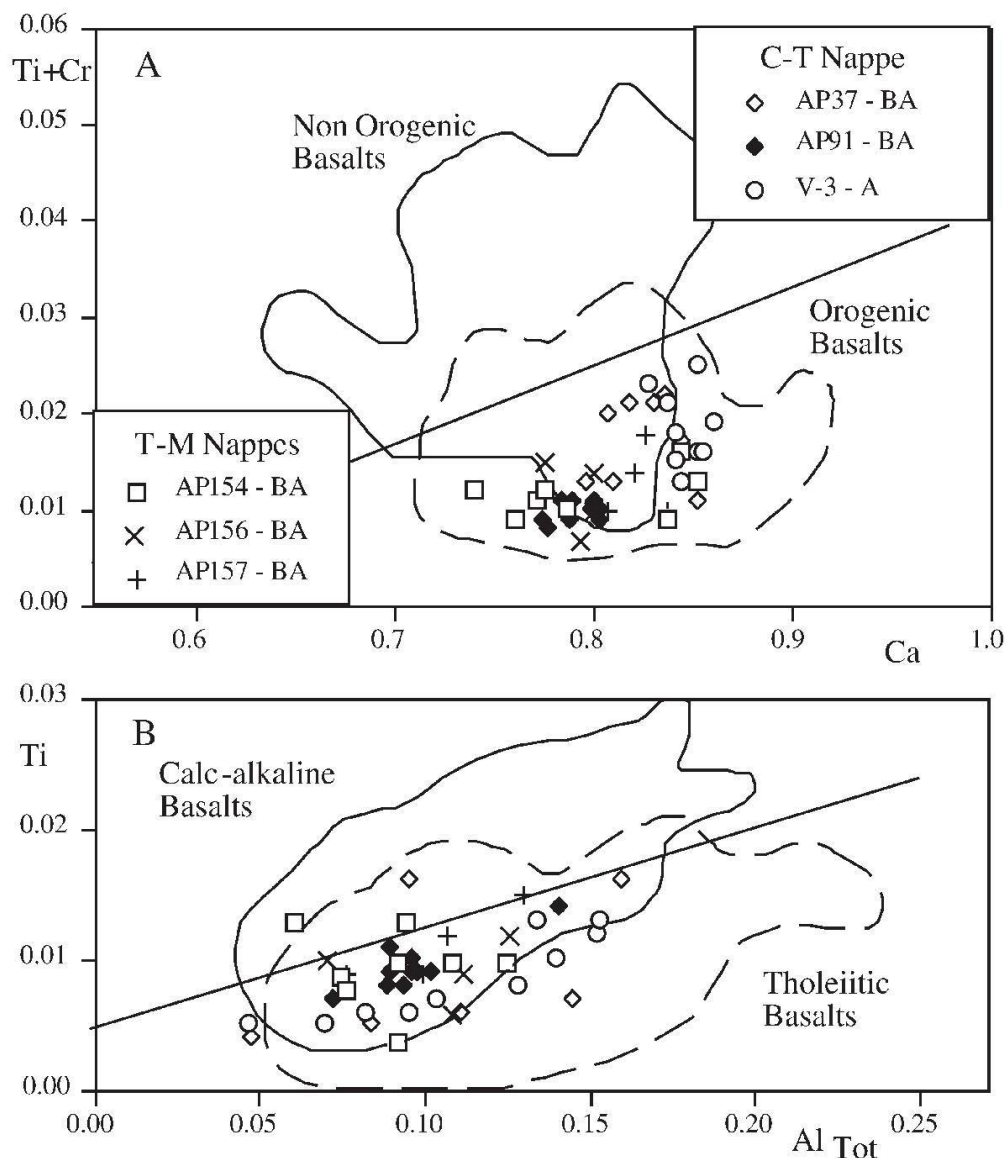 0.06
Ti+Cr
A
C-T Nappe
AP37 - BA
AP91 - BA
V-3 - A
Non Orogenic
Basalts
0.05
0.04
0.03
Orogenic
Basalts
0.02
T-M Nappcs
AP154 - BA
AP156 - BA
AP157 - BA
0.01
0.00
0.6
0.7
0.8
0.9
1.0
Ca
0.03
Ti
B
Calc-alkaline
Basalts
0.02
0.01
Tholeiitic
Basalts
0.00
0.00
0.05
0.10
0.15
0.20
0.25
Al Tot